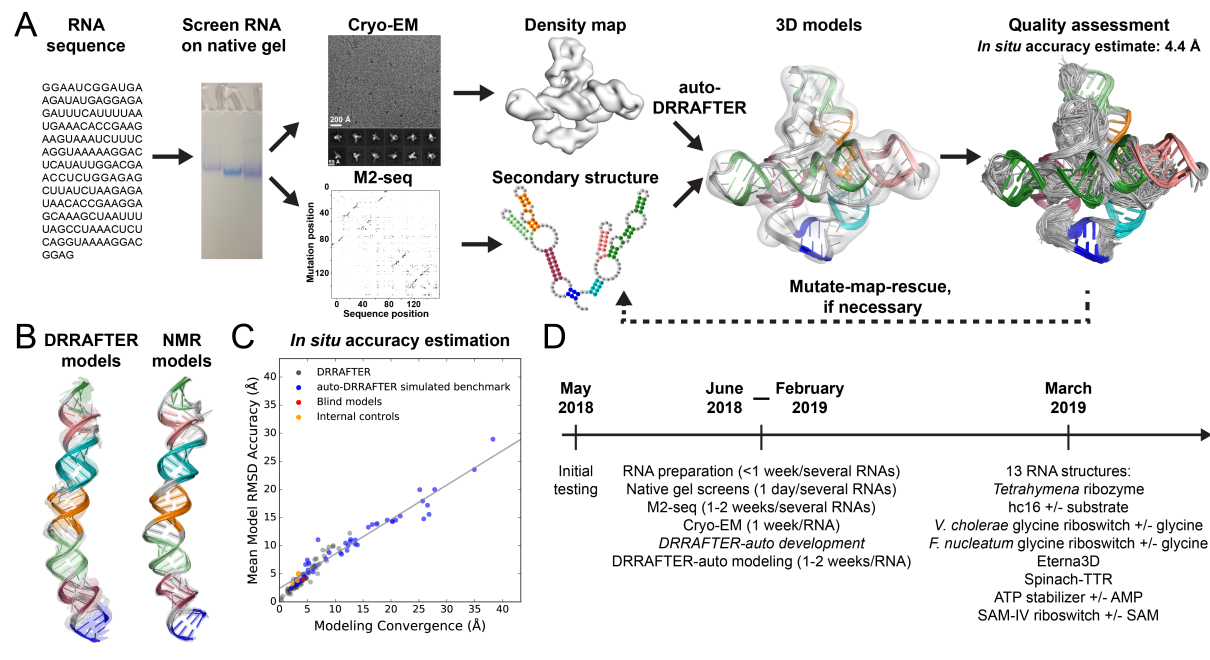 A
RNA
sequence
GGAAUCGGAUGA
AGAUAUGAGGAGA
GAUUUCAUUUUAA
UGAAACACCGAAG
AAGUAAAUCUUUC
AGGUAAAAAGGAC
UCAUAUUGGACGA
ACCUCUGGAGAG
CUUAUCUAAGAGA
UAACACCGAAGGA
GCAAAGCUAAUUU
UAGCCUAAACUCU
CAGGUAAAAGGAC
GGAG
Screen RNA
on native gel
Cryo-EM
200 Å
M2-seq
Mutation position
0
40
80
120
0
40
80
120
Sequence position
Density map
Secondary structure
auto-
DRRAFTER
3D models
Quality assessment
In situ accuracy estimate: 4.4 Å
Mutate-map-rescue,
if necessary
B
DRRAFTER
models
NMR
models
C
In situ accuracy estimation
Mean Model RMSD Accuracy (Å)
40
35
30
25
20
15
10
5
0
DRRAFTER
auto-DRRAFTER simulated benchmark
Blind models
Internal controls
0
5
10
15
20
25
30
35
40
Modeling Convergence (Å)
D
May
2018
June
2018
—
February
2019
March
2019
Initial
testing
RNA preparation (<1 week/several RNAs)
Native gel screens (1 day/several RNAs)
M2-seq (1-2 weeks/several RNAs)
Cryo-EM (1 week/RNA)
DRRAFTER-auto development
DRRAFTER-auto modeling (1-2 weeks/RNA)
13 RNA structures:
Tetrahymena ribozyme
hc16 +/- substrate
V. cholerae glycine riboswitch +/- glycine
F. nucleatum glycine riboswitch +/- glycine
Eterna3D
Spinach-TTR
ATP stabilizer +/- AMP
SAM-IV riboswitch +/- SAM